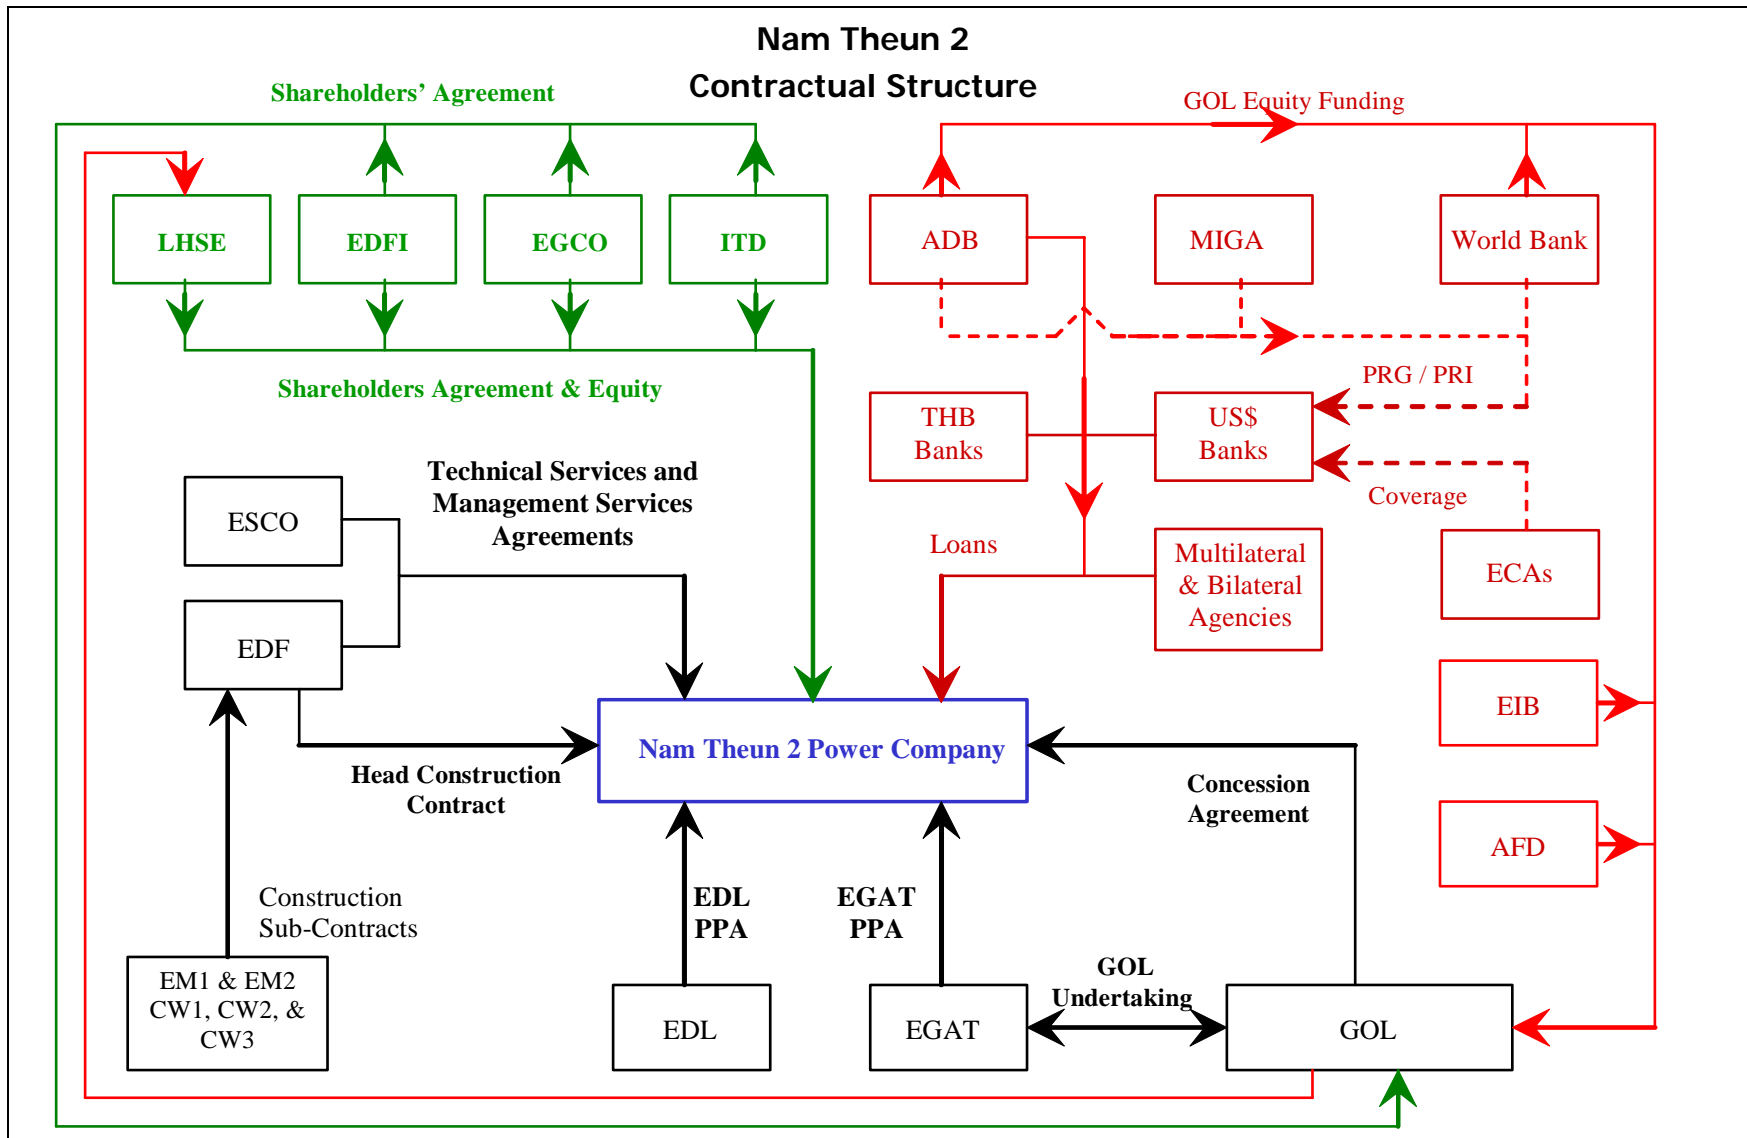 Nam Theun 2
Contractual Structure
Shareholders’ Agreement
GOL Equity Funding
LHSE
EDFI
EGCO
ITD
ADB
MIGA
World Bank
Shareholders Agreement & Equity
PRG / PRI
THB
Banks
US$
Banks
Coverage
Technical Services and
Management Services
Agreements
ESCO
Loans
Multilateral
& Bilateral
Agencies
ECAs
EDF
EIB
Nam Theun 2 Power Company
Head Construction
Contract
Concession
Agreement
AFD
Construction
Sub-Contracts
EDL
PPA
EGAT
PPA
EM1 & EM2
CW1, CW2, &
CW3
EDL
EGAT
GOL
Undertaking
GOL